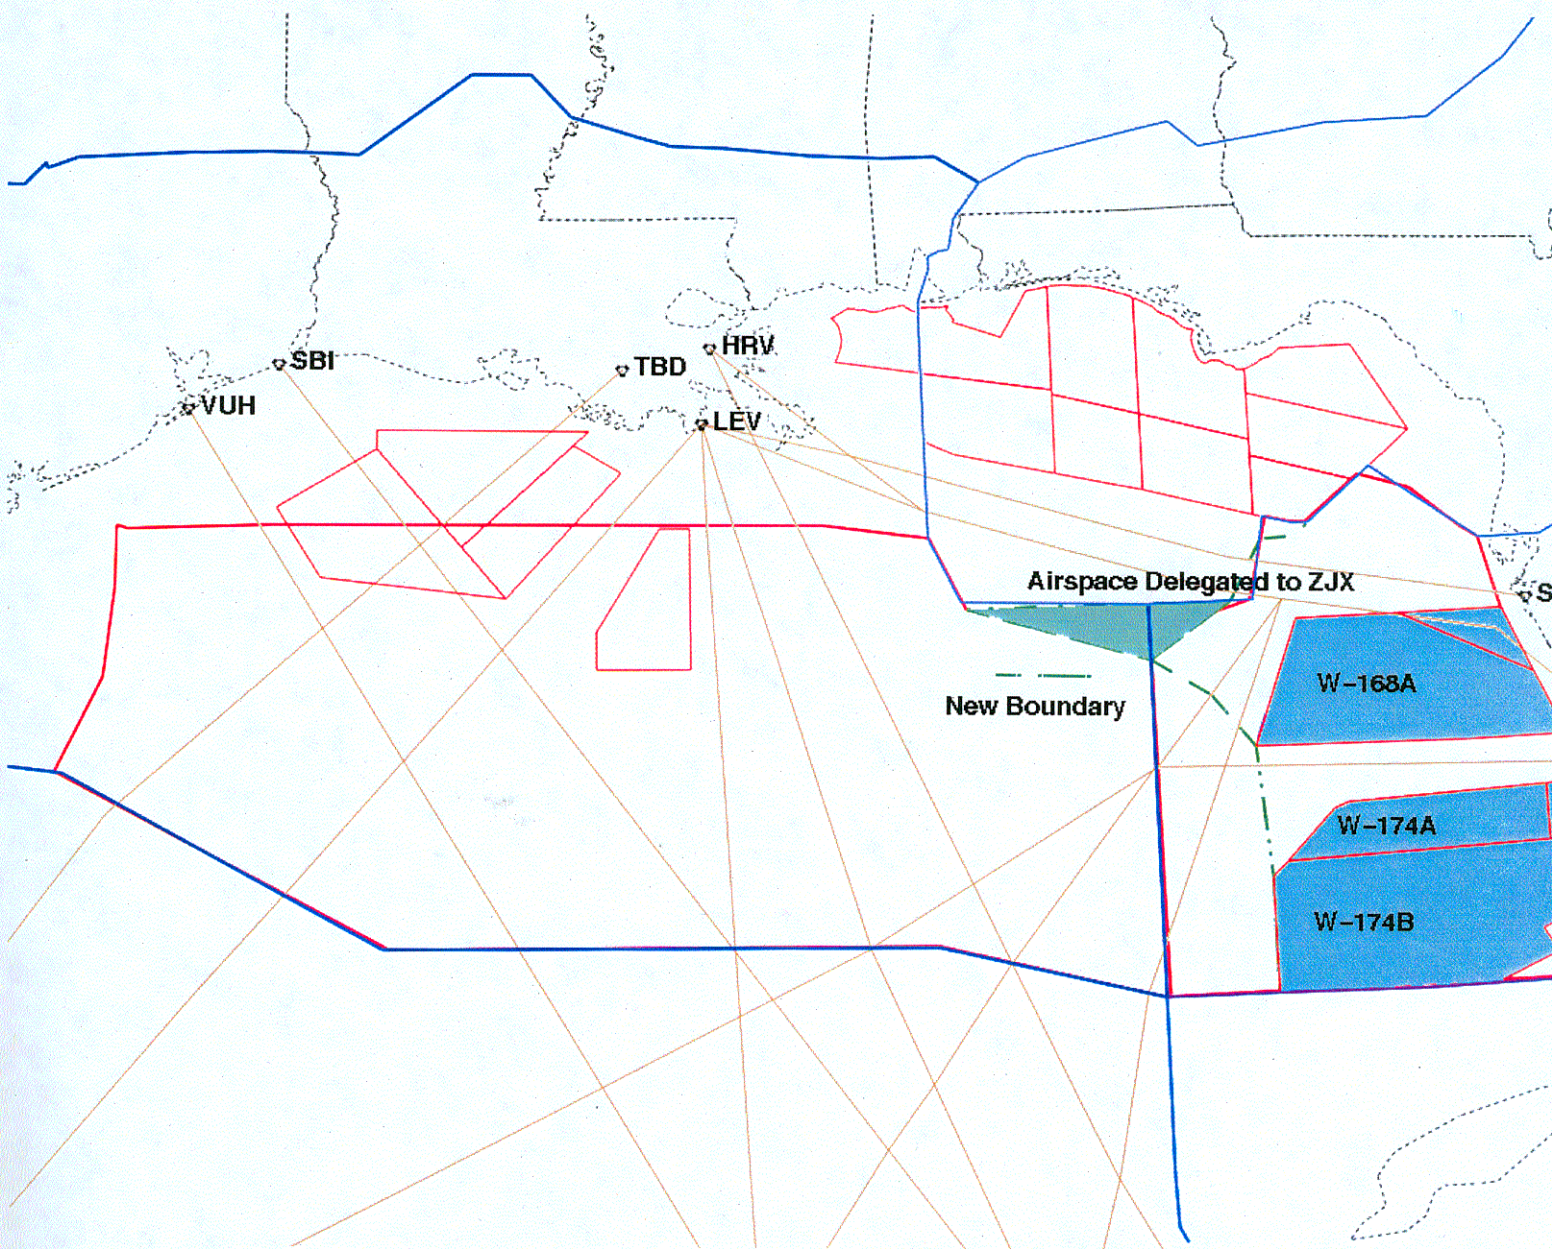 HRV
SBI
TBD
VUH
LEV
Airspace Delegated to ZJX
S
W-168A
New Boundary
W-174A
W-174B